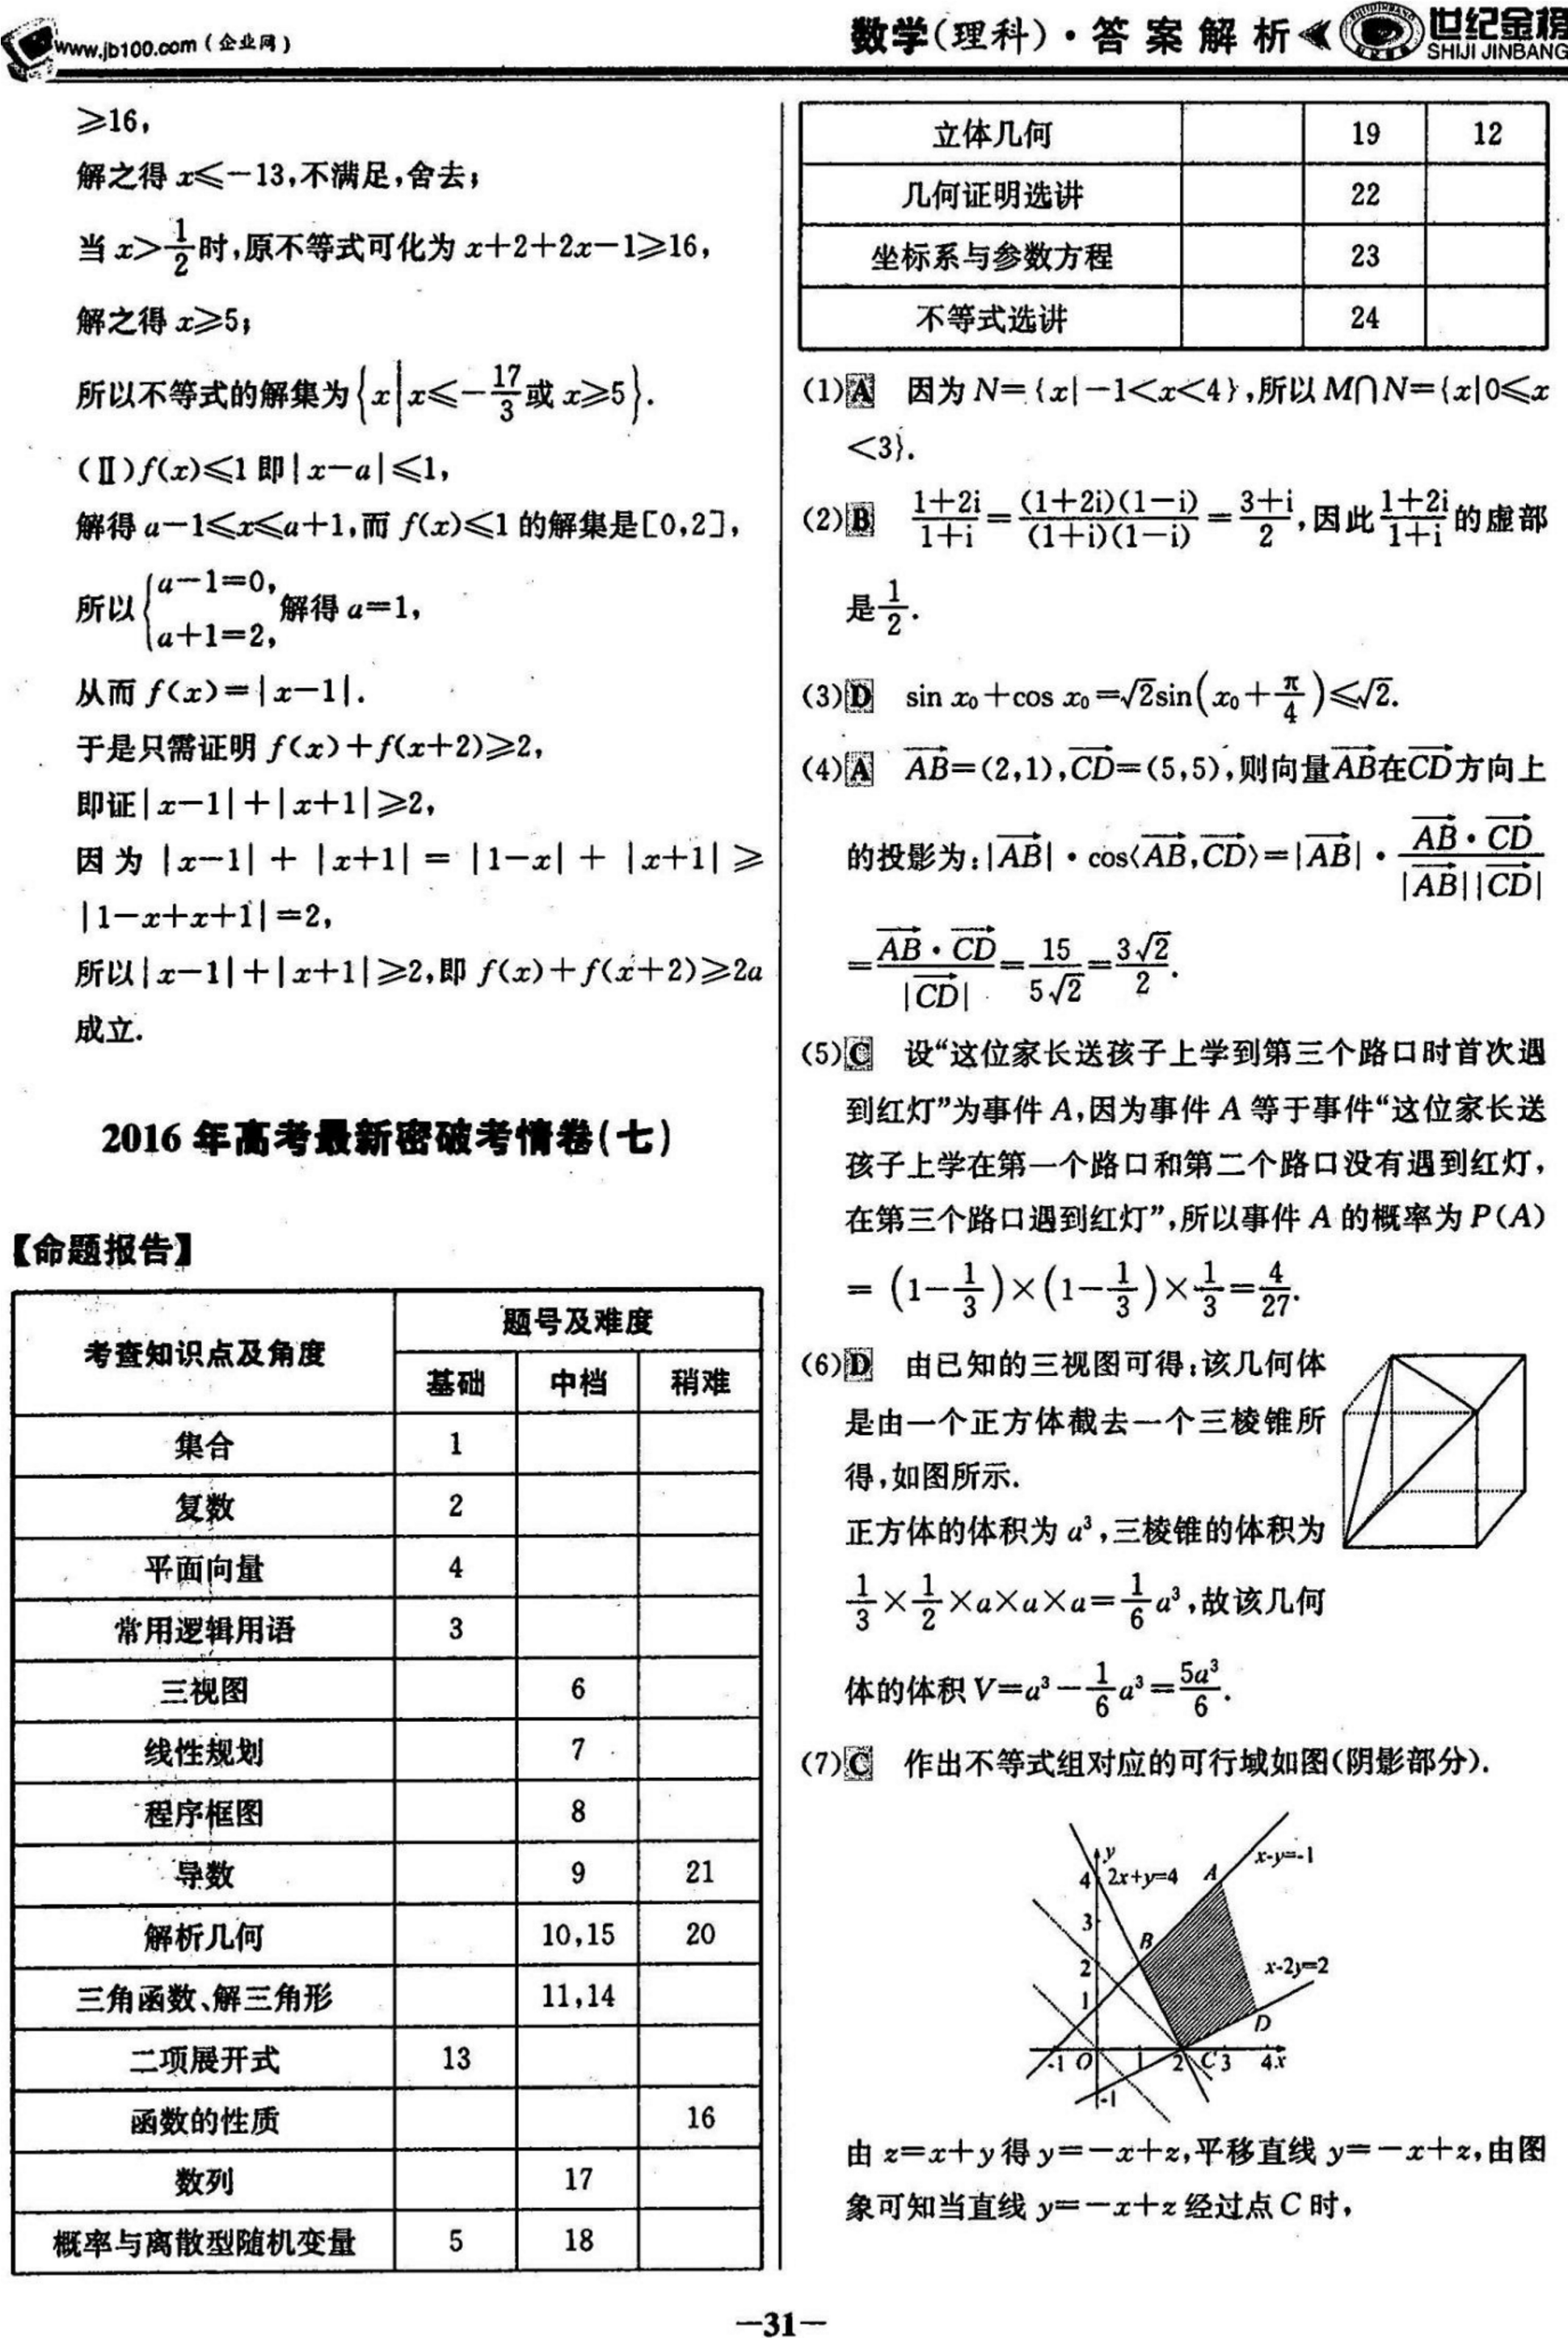 www.jb100.com（企业网）
数学(理科)·答案解析
世纪金榜
SHIJI JINBANG
≥16,
解之得 x≤-13,不满足,舍去;
当 x>1/2时,原不等式可化为 x+2+2x-1≥16,
解之得 x≥5;
所以不等式的解集为{x|x≤-17/3或 x≥5}.
(Ⅱ)f(x)≤1 即|x-a|≤1,
解得 a-1≤x≤a+1,而 f(x)≤1 的解集是[0,2],
所以{a-1=0, a+1=2, 解得 a=1,
从而 f(x)=|x-1|.
于是只需证明 f(x)+f(x+2)≥2,
即证|x-1|+|x+1|≥2,
因为 |x-1| + |x+1| = |1-x| + |x+1| ≥
|1-x+x+1|=2,
所以|x-1|+|x+1|≥2,即 f(x)+f(x+2)≥2a
成立.
2016 年高考最新密破考情卷(七)
【命题报告】
考查知识点及角度 题号及难度
基础 中档 稍难
集合 1
复数 2
平面向量 4
常用逻辑用语 3
三视图 6
线性规划 7
程序框图 8
导数 9 21
解析几何 10,15 20
三角函数、解三角形 11,14
二项展开式 13
函数的性质 16
数列 17
概率与离散型随机变量 5 18
立体几何 19 12
几何证明选讲 22
坐标系与参数方程 23
不等式选讲 24
(1)A 因为 N={x|-1<x<4},所以 M∩N={x|0≤x
<3}.
(2)B (1+2i)/(1+i)=((1+2i)(1-i))/((1+i)(1-i))=(3+i)/2,因此(1+2i)/(1+i)的虚部
是1/2.
(3)D sin x₀+cos x₀=√2sin(x₀+π/4)≤√2.
(4)A AB→=(2,1),CD→=(5,5),则向量AB→在CD→方向上
的投影为:|AB→|·cos⟨AB→,CD→⟩=|AB→|·(AB→·CD→)/(|AB→||CD→|)
=(AB→·CD→)/|CD→|=15/(5√2)=3√2/2.
(5)C 设“这位家长送孩子上学到第三个路口时首次遇
到红灯”为事件 A,因为事件 A 等于事件“这位家长送
孩子上学在第一个路口和第二个路口没有遇到红灯,
在第三个路口遇到红灯”,所以事件 A 的概率为 P(A)
= (1-1/3)×(1-1/3)×1/3=4/27.
(6)D 由已知的三视图可得:该几何体
是由一个正方体截去一个三棱锥所
得,如图所示.
正方体的体积为 a³,三棱锥的体积为
1/3×1/2×a×a×a=1/6 a³,故该几何
体的体积 V=a³-1/6 a³=5a³/6.
(7)C 作出不等式组对应的可行域如图(阴影部分).
y
4 2x+y=4 A x-y=-1
3
B
2 x-2y=2
1
D
-1 O 1 2 C 3 4 x
-1
由 z=x+y 得 y=-x+z,平移直线 y=-x+z,由图
象可知当直线 y=-x+z 经过点 C 时,
—31—